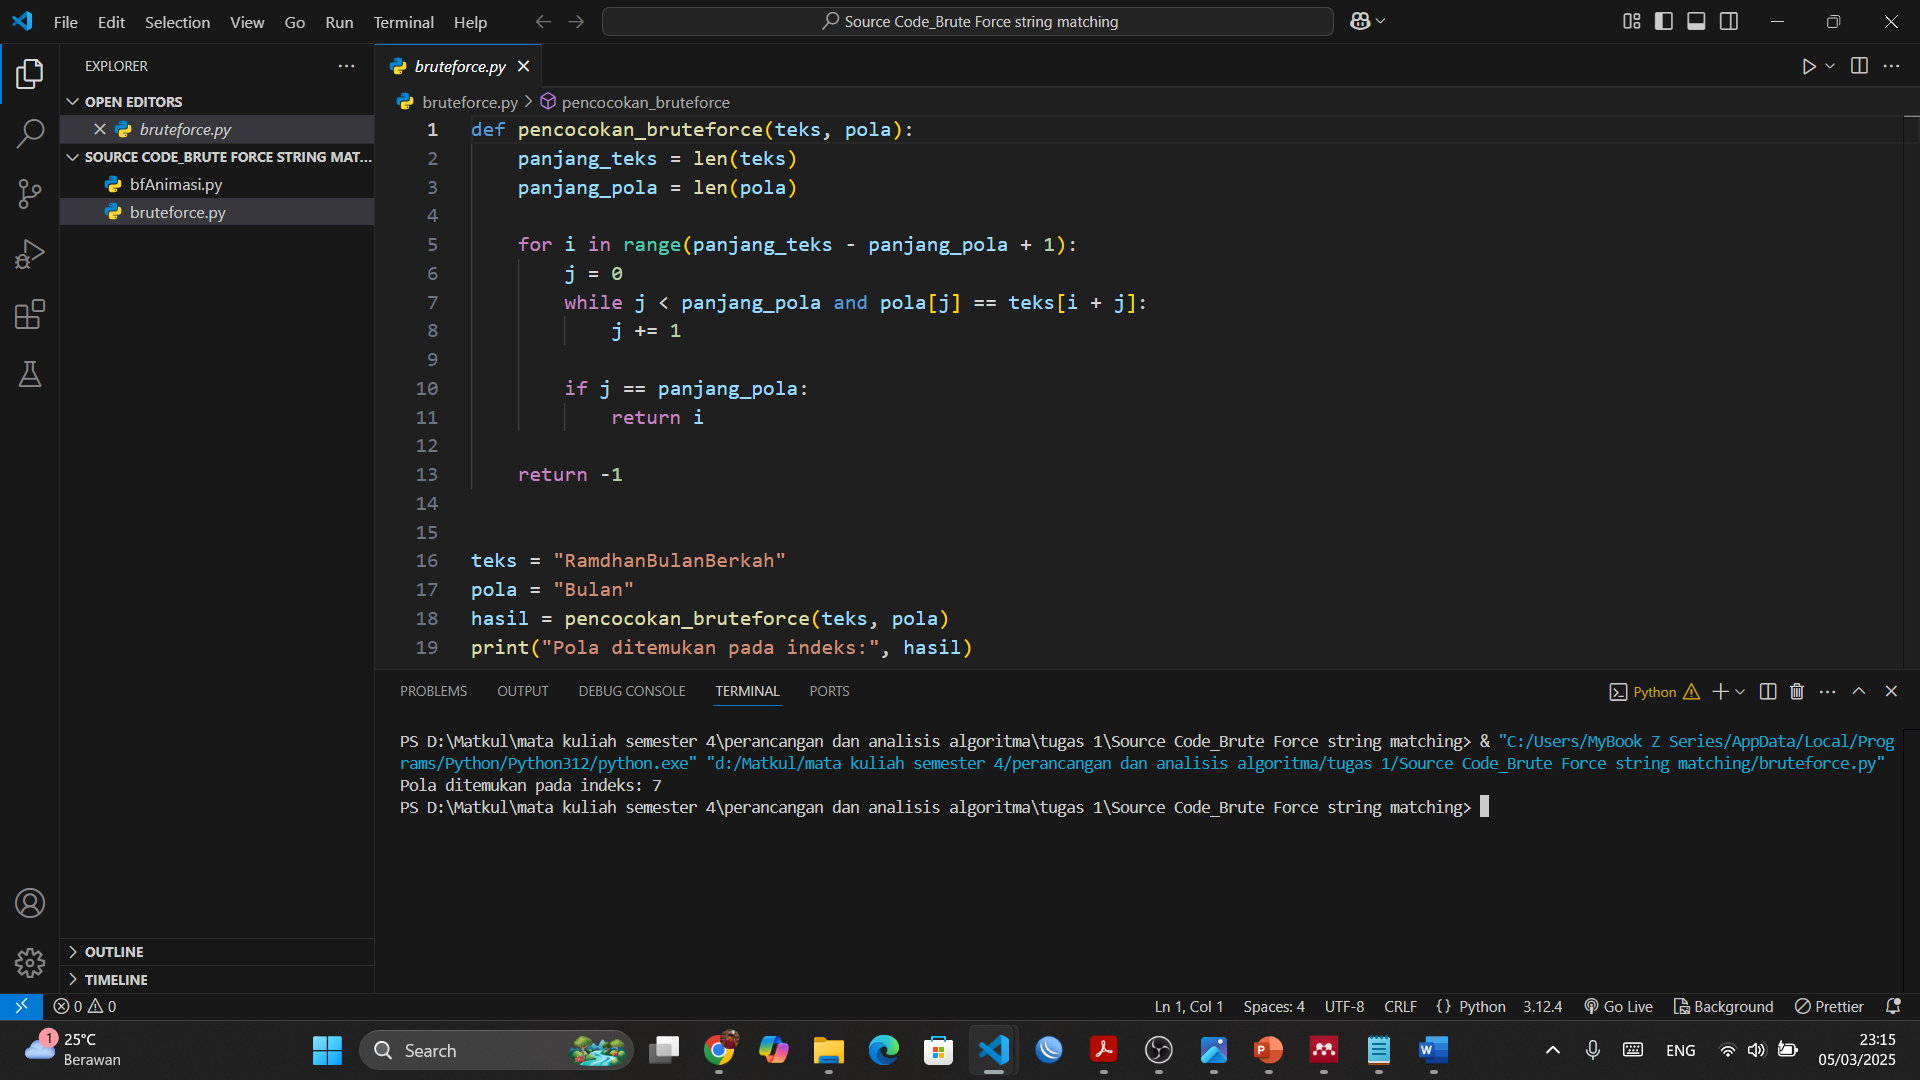 File Edit Selection View Go Run Terminal Help
Source Code_Brute Force string matching
EXPLORER
OPEN EDITORS
bruteforce.py
SOURCE CODE_BRUTE FORCE STRING MAT...
bfAnimasi.py
bruteforce.py
OUTLINE
TIMELINE
bruteforce.py
bruteforce.py > pencocokan_bruteforce
1 def pencocokan_bruteforce(teks, pola):
2 panjang_teks = len(teks)
3 panjang_pola = len(pola)
4
5 for i in range(panjang_teks - panjang_pola + 1):
6 j = 0
7 while j < panjang_pola and pola[j] == teks[i + j]:
8 j += 1
9
10 if j == panjang_pola:
11 return i
12
13 return -1
14
15
16 teks = "RamdhanBulanBerkah"
17 pola = "Bulan"
18 hasil = pencocokan_bruteforce(teks, pola)
19 print("Pola ditemukan pada indeks:", hasil)
PROBLEMS OUTPUT DEBUG CONSOLE TERMINAL PORTS
Python
PS D:\Matkul\mata kuliah semester 4\perancangan dan analisis algoritma\tugas 1\Source Code_Brute Force string matching> & "C:/Users/MyBook Z Series/AppData/Local/Prog
rams/Python/Python312/python.exe" "d:/Matkul/mata kuliah semester 4/perancangan dan analisis algoritma/tugas 1/Source Code_Brute Force string matching/bruteforce.py"
Pola ditemukan pada indeks: 7
PS D:\Matkul\mata kuliah semester 4\perancangan dan analisis algoritma\tugas 1\Source Code_Brute Force string matching>
0 0
Ln 1, Col 1 Spaces: 4 UTF-8 CRLF {} Python 3.12.4 Go Live Background Prettier
1
25°C
Berawan
Search
ENG
23:15
05/03/2025